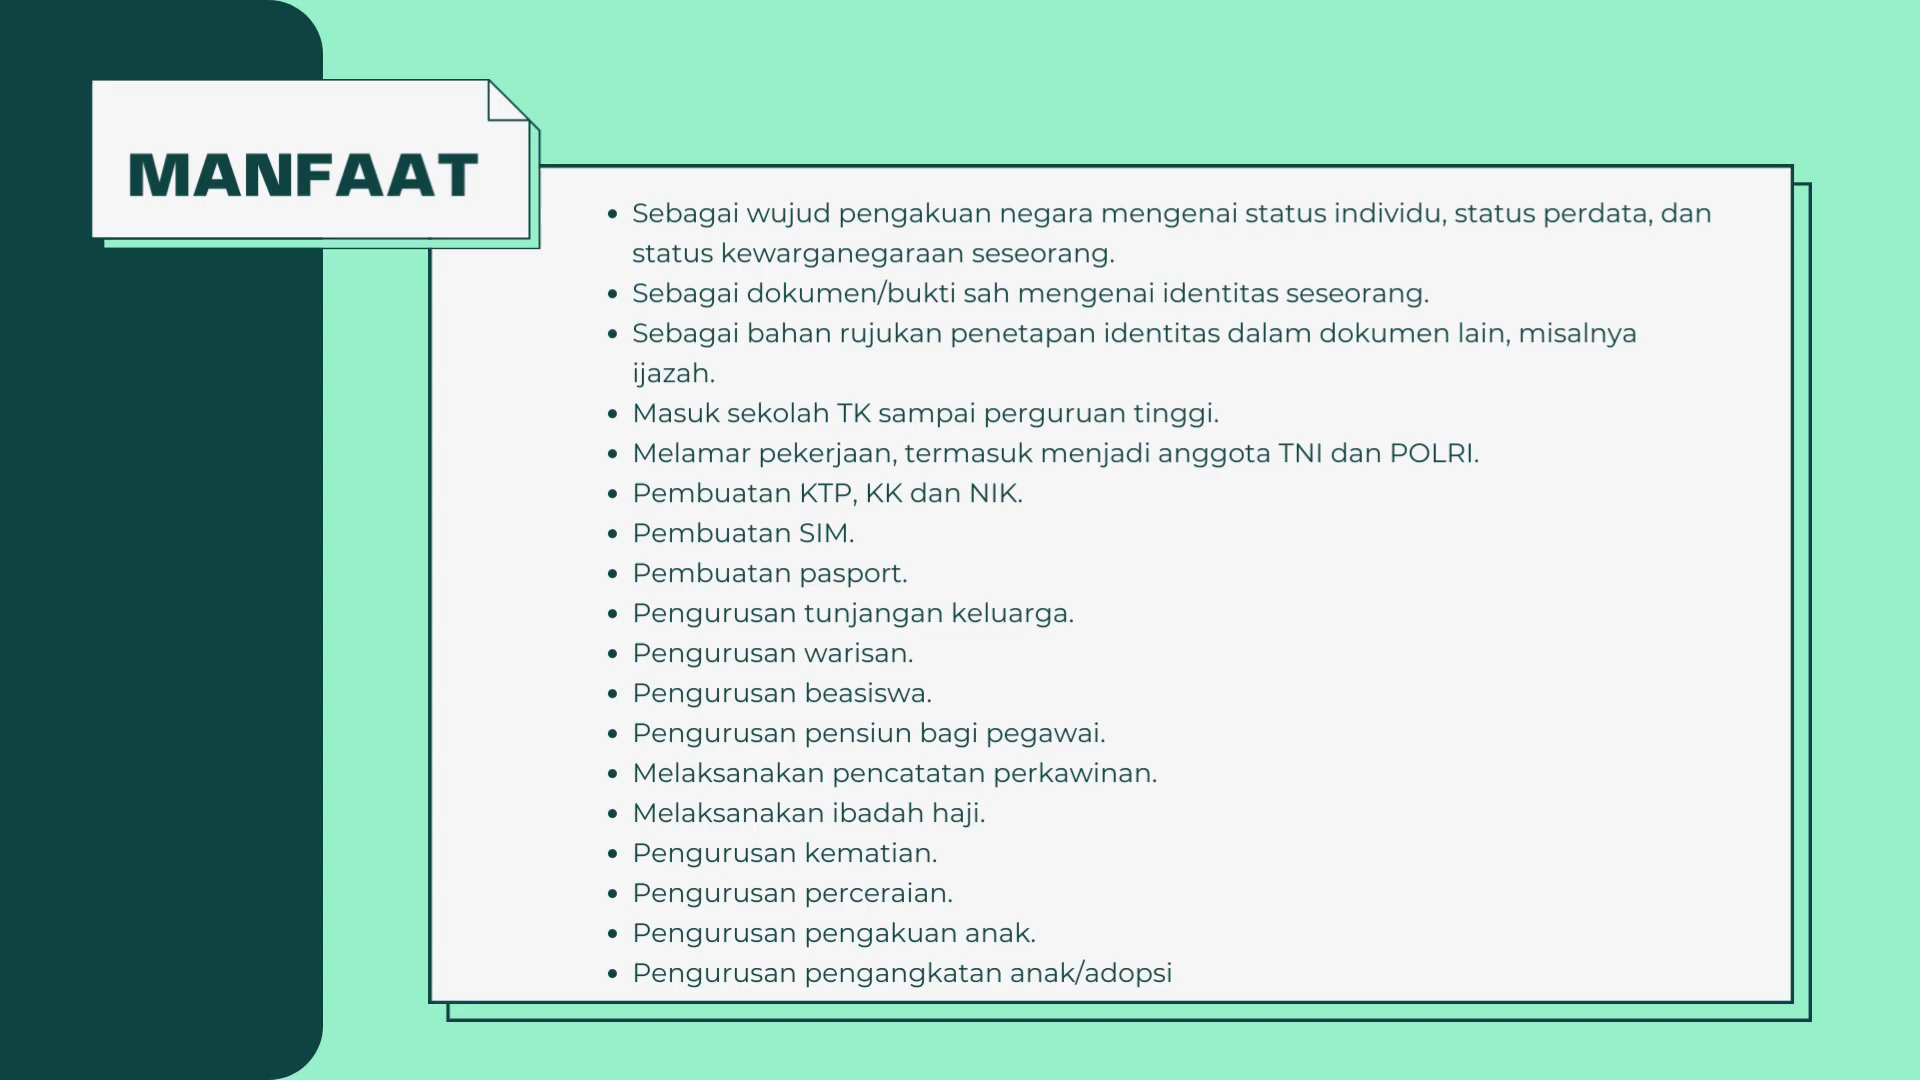 MANFAAT
• Sebagai wujud pengakuan negara mengenai status individu, status perdata, dan
status kewarganegaraan seseorang.
• Sebagai dokumen/bukti sah mengenai identitas seseorang.
• Sebagai bahan rujukan penetapan identitas dalam dokumen lain, misalnya
ijazah.
• Masuk sekolah TK sampai perguruan tinggi.
• Melamar pekerjaan, termasuk menjadi anggota TNI dan POLRI.
• Pembuatan KTP, KK dan NIK.
• Pembuatan SIM.
• Pembuatan pasport.
• Pengurusan tunjangan keluarga.
• Pengurusan warisan.
• Pengurusan beasiswa.
• Pengurusan pensiun bagi pegawai.
• Melaksanakan pencatatan perkawinan.
• Melaksanakan ibadah haji.
• Pengurusan kematian.
• Pengurusan perceraian.
• Pengurusan pengakuan anak.
• Pengurusan pengangkatan anak/adopsi